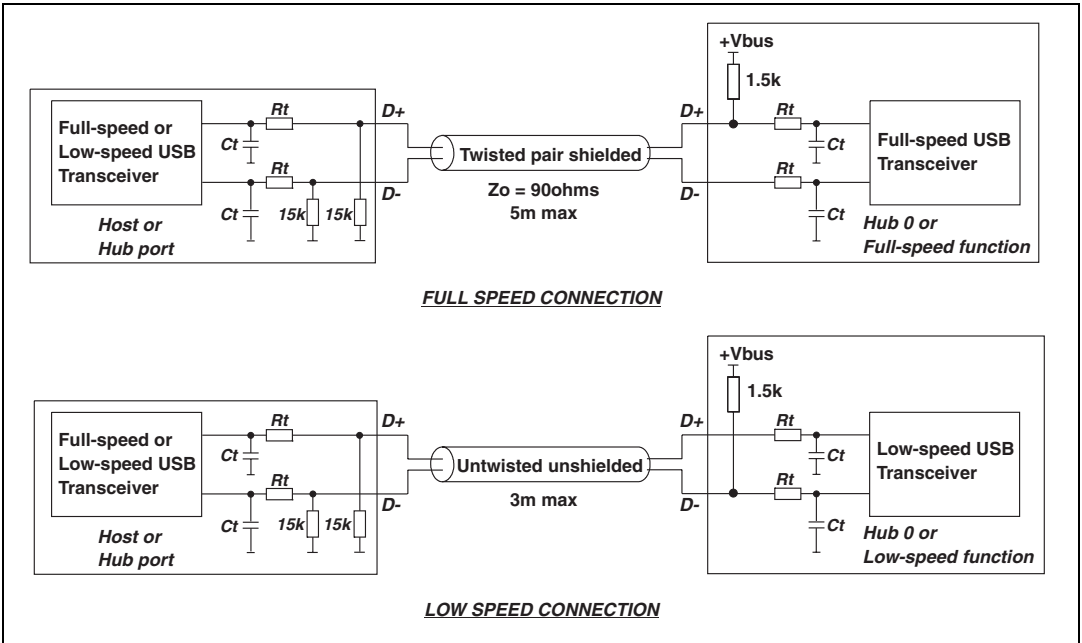 +Vbus
1.5k
Rt
D+
D+
Rt
Full-speed or
Low-speed USB
Transceiver
Ct
Twisted pair shielded
Ct
Full-speed USB
Transceiver
Rt
D-
Zo = 90ohms
D-
Rt
Ct
15k
15k
5m max
Ct
Host or
Hub port
Hub 0 or
Full-speed function
FULL SPEED CONNECTION
+Vbus
1.5k
Rt
D+
D+
Rt
Full-speed or
Low-speed USB
Transceiver
Ct
Untwisted unshielded
Ct
Low-speed USB
Transceiver
Rt
D-
3m max
D-
Rt
Ct
15k
15k
Ct
Host or
Hub port
Hub 0 or
Low-speed function
LOW SPEED CONNECTION